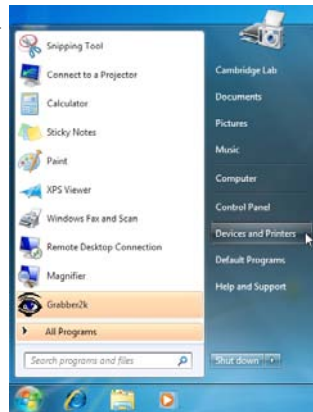 Snipping Tool
Connect to a Projector
Calculator
Sticky Notes
Paint
XPS Viewer
Windows Fax and Scan
Remote Desktop Connection
Magnifier
Grabber2k
All Programs
Search programs and files
Cambridge Lab
Documents
Pictures
Music
Computer
Control Panel
Devices and Printers
Default Programs
Help and Support
Shut down